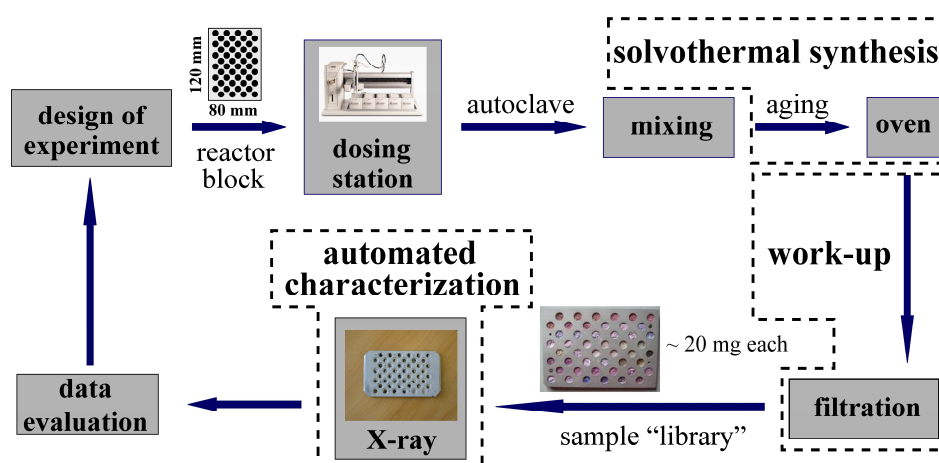 solvothermal synthesis
120 mm
80 mm
design of
experiment
reactor
block
dosing
station
autoclave
mixing
aging
oven
work-up
automated
characterization
~ 20 mg each
data
evaluation
X-ray
sample “library”
filtration